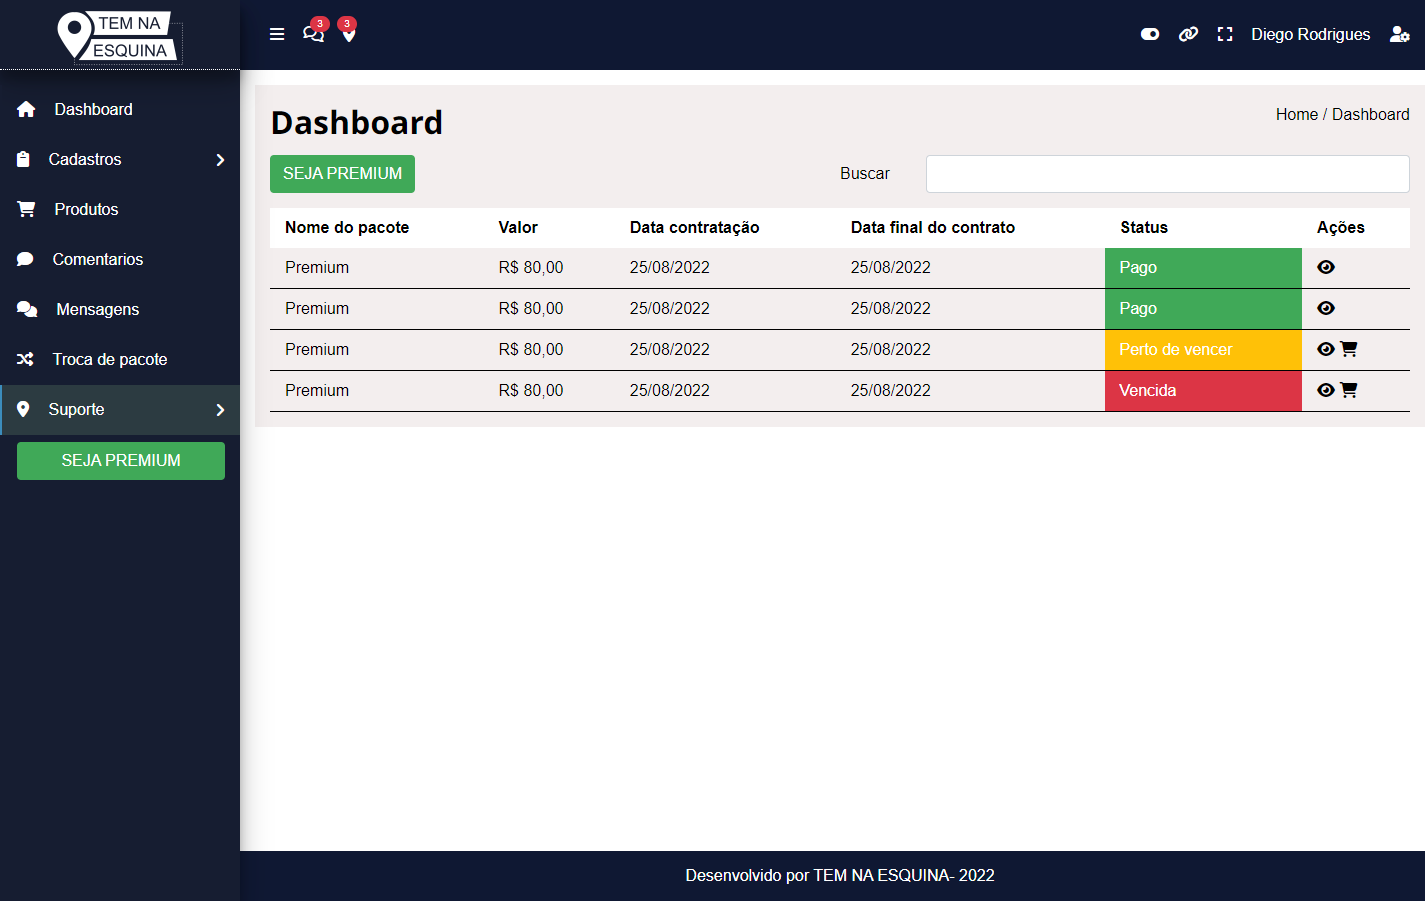 TEM NA
ESQUINA
3
3
Diego Rodrigues
Dashboard
Cadastros
Produtos
Comentarios
Mensagens
Troca de pacote
Suporte
SEJA PREMIUM
Dashboard
Home / Dashboard
SEJA PREMIUM
Buscar
Nome do pacote Valor Data contratação Data final do contrato Status Ações
Premium R$ 80,00 25/08/2022 25/08/2022 Pago
Premium R$ 80,00 25/08/2022 25/08/2022 Pago
Premium R$ 80,00 25/08/2022 25/08/2022 Perto de vencer
Premium R$ 80,00 25/08/2022 25/08/2022 Vencida
Desenvolvido por TEM NA ESQUINA- 2022